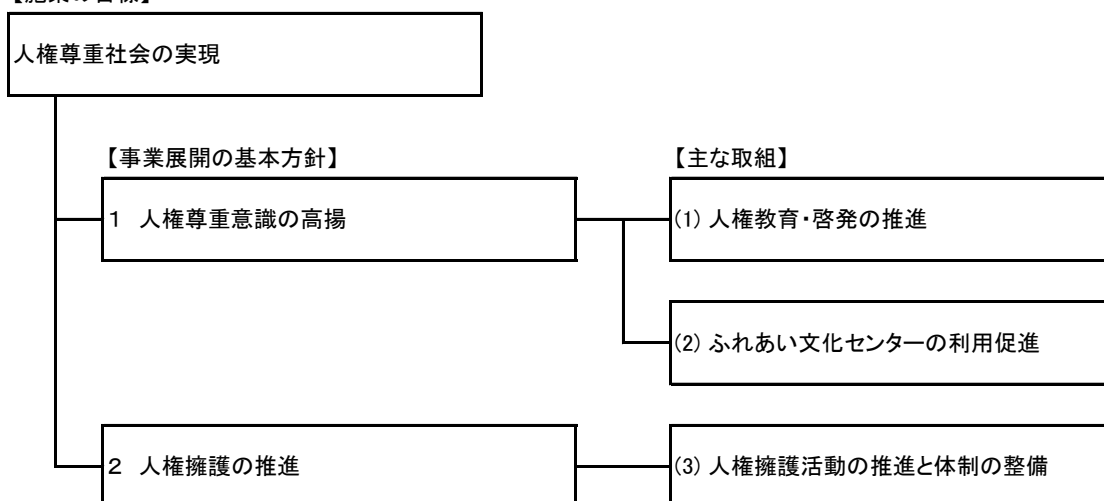 人権尊重社会の実現
【事業展開の基本方針】
【主な取組】
1 人権尊重意識の高揚
(1) 人権教育・啓発の推進
(2) ふれあい文化センターの利用促進
2 人権擁護の推進
(3) 人権擁護活動の推進と体制の整備